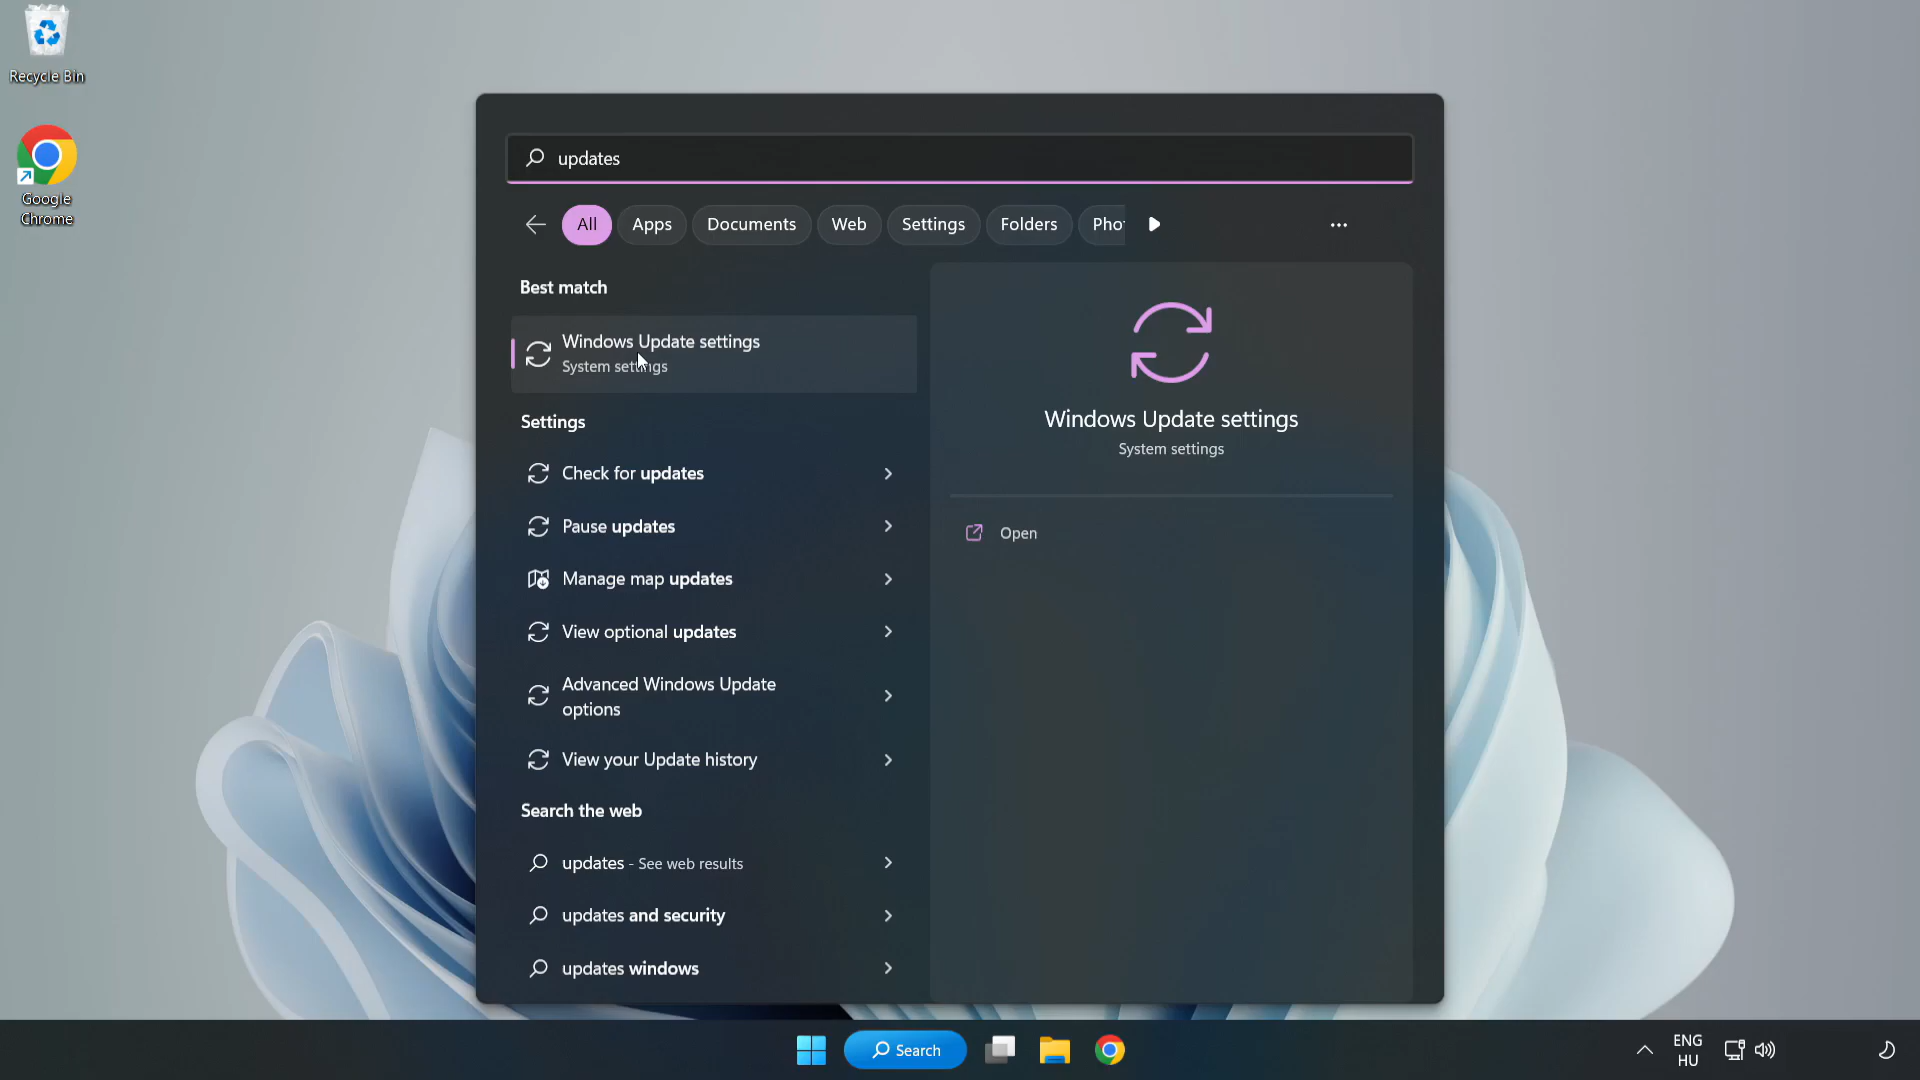 Recycle Bin
Google
Chrome
updates
All
Apps
Documents
Web
Settings
Folders
Pho
Best match
Windows Update settings
System settings
Settings
Check for updates
Pause updates
Manage map updates
View optional updates
Advanced Windows Update
options
View your Update history
Search the web
updates - See web results
updates and security
updates windows
Windows Update settings
System settings
Open
Search
ENG
HU